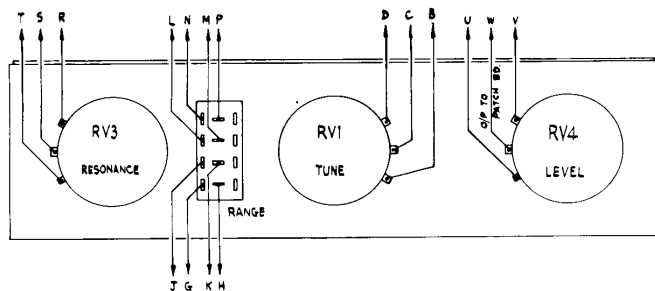 T S R L N M P D C B U W V
O/P TO
PATCH BD.
RV3
RESONANCE
RANGE
RV1
TUNE
RV4
LEVEL
J G K H